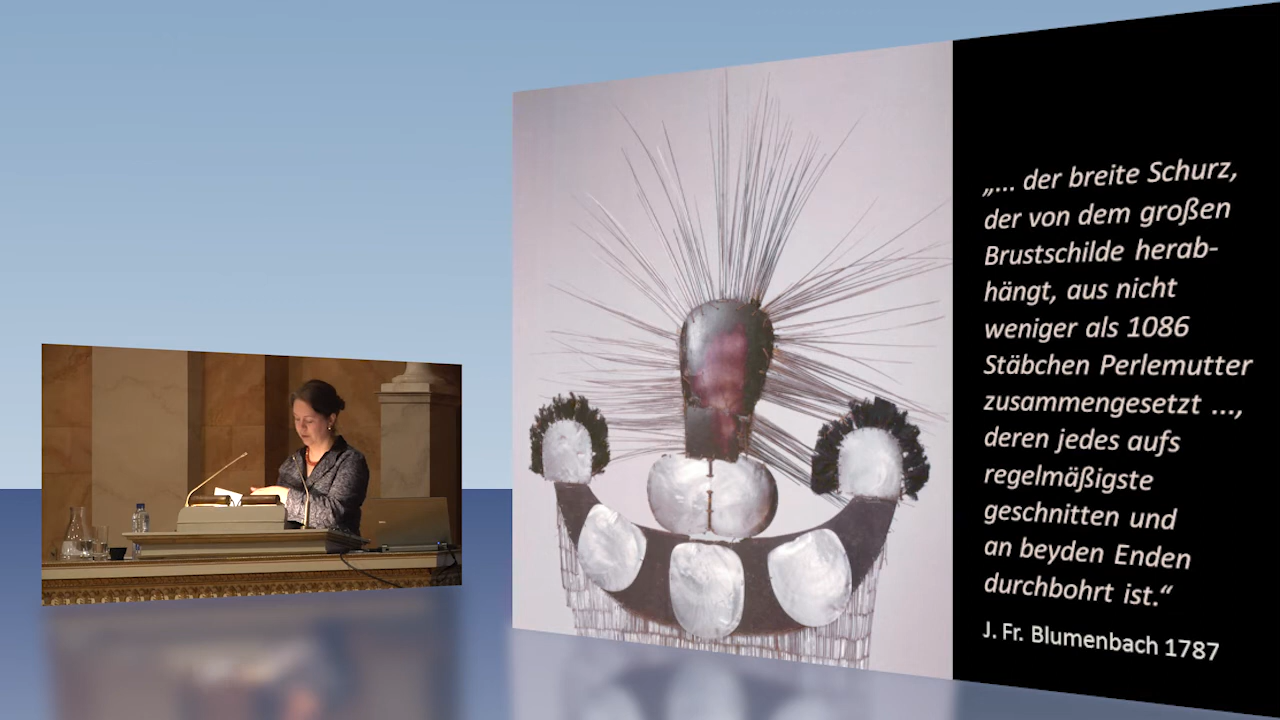 „... der breite Schurz,
der von dem großen
Brustschilde herab-
hängt, aus nicht
weniger als 1086
Stäbchen Perlemutter
zusammengesetzt ...,
deren jedes aufs
regelmäßigste
geschnitten und
an beyden Enden
durchbohrt ist.“
J. Fr. Blumenbach 1787